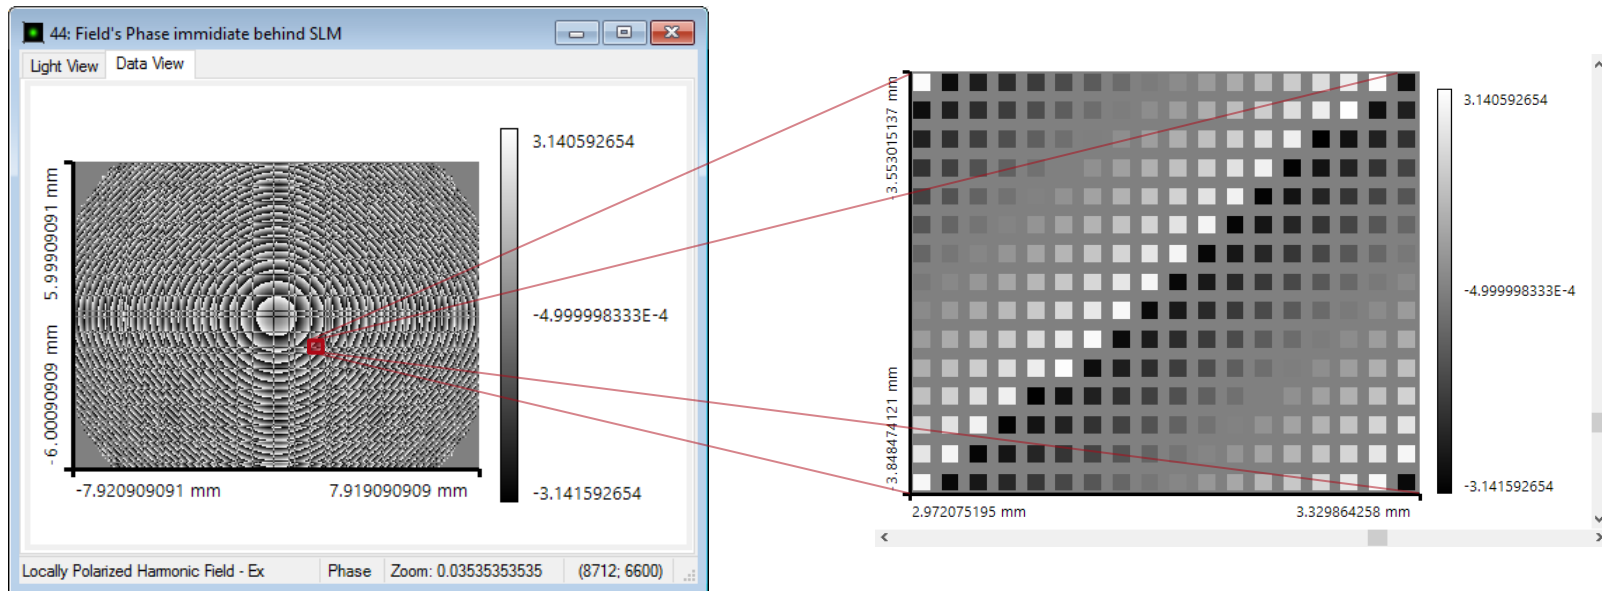 44: Field's Phase immidiate behind SLM
Light View
Data View
3.140592654
-4.999998333E-4
-3.141592654
5.999090909 mm
-6.000909090 mm
-7.920909091 mm
7.919090909 mm
Locally Polarized Harmonic Field - Ex
Phase
Zoom: 0.03535353535
(8712; 6600)
-3.553015137 mm
-3.848474121 mm
2.972075195 mm
3.329864258 mm
3.140592654
-4.999998333E-4
-3.141592654